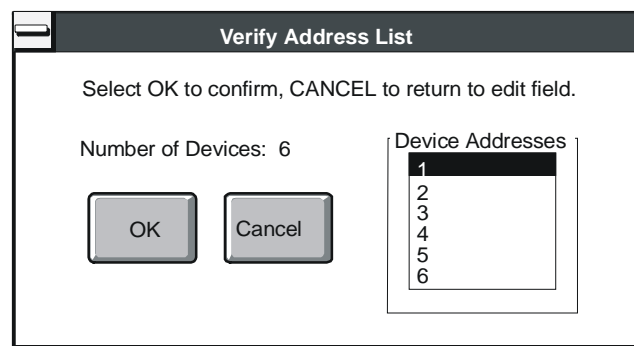 Verify Address List
Select OK to confirm, CANCEL to return to edit field.
Number of Devices: 6
OK
Cancel
Device Addresses
1
2
3
4
5
6